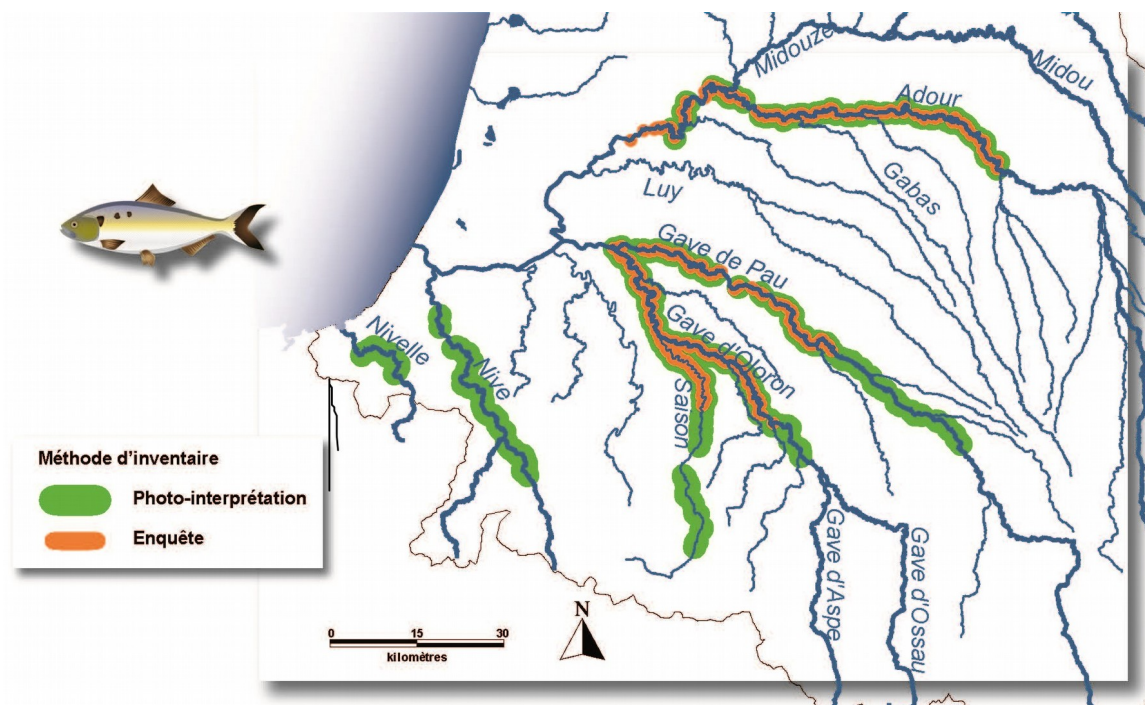 Midouze
Midou
Adour
Gabas
Luy
Gave de Pau
Nivelle
Nive
Gave d'Oloron
Saison
Méthode d'inventaire
Photo-interprétation
Enquête
Gave d'Aspe
Gave d'Ossau
N
0 15 30
kilomètres